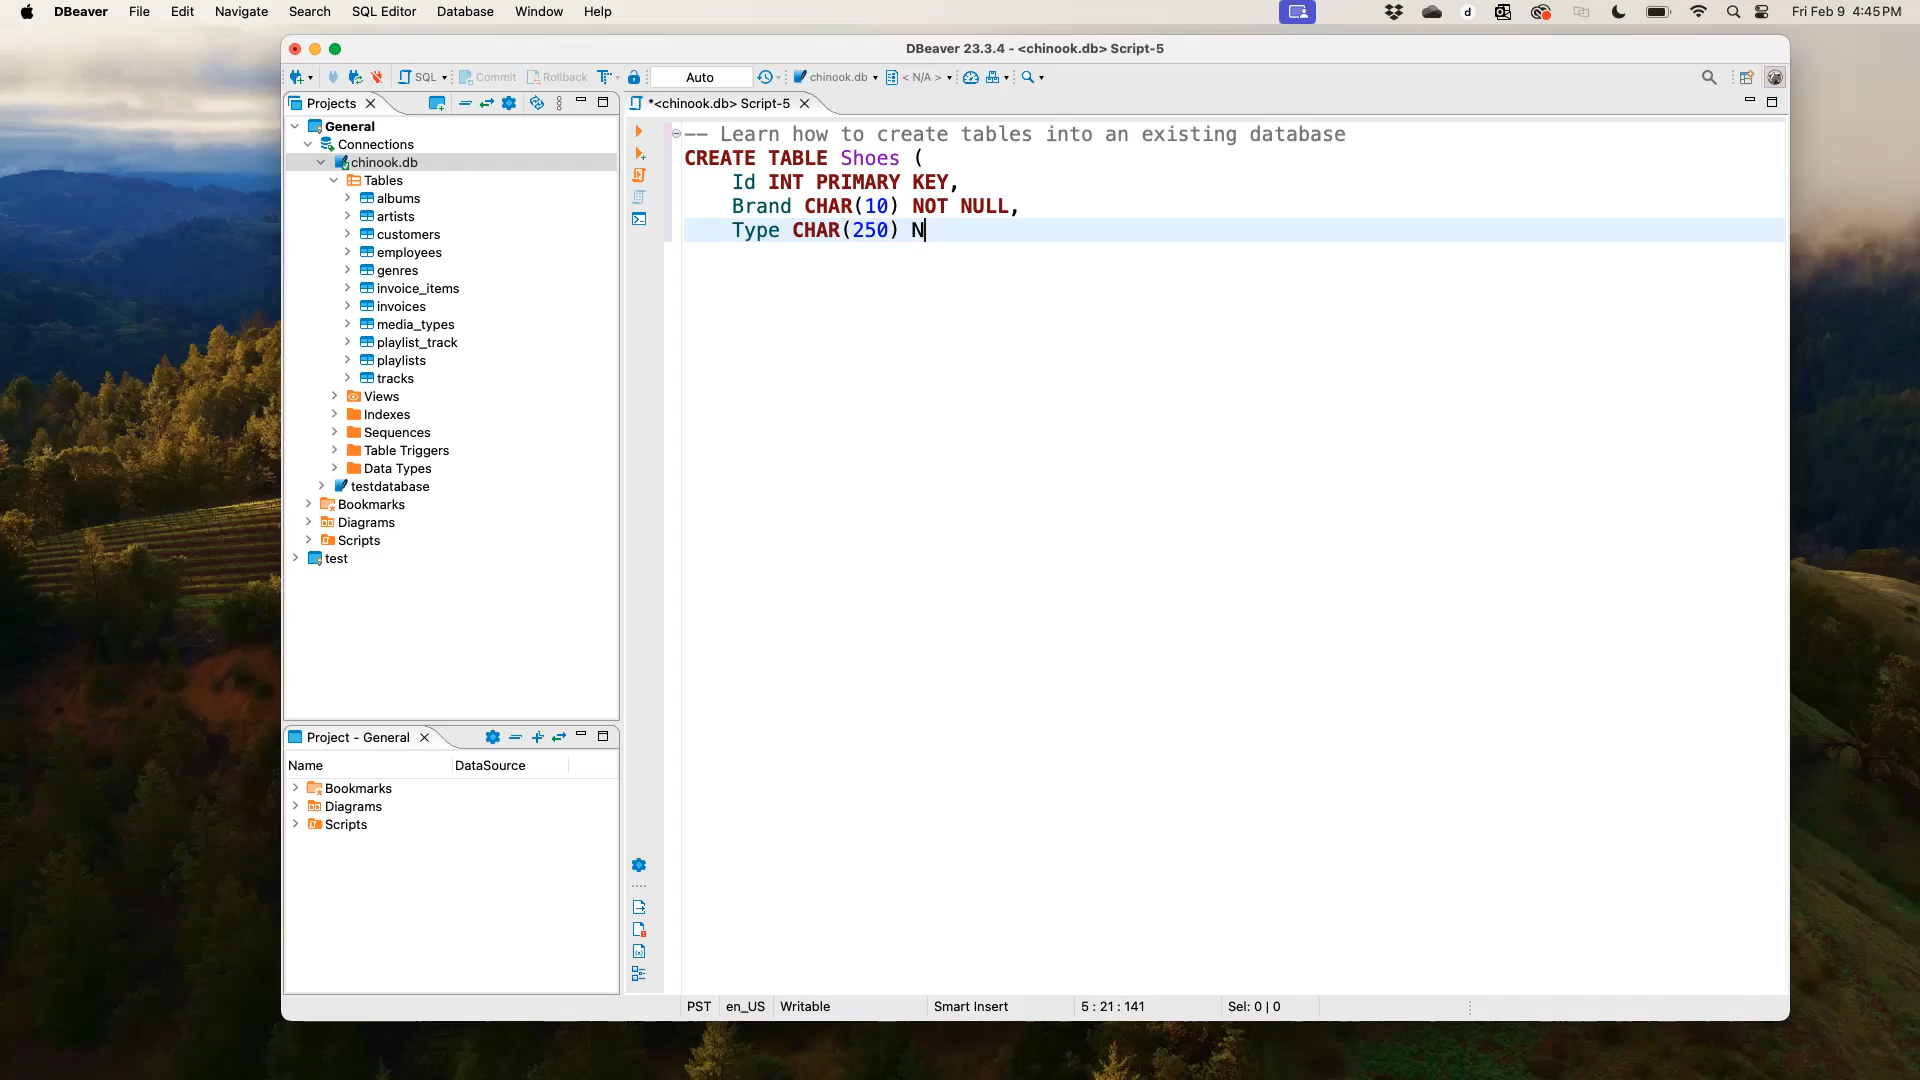 DBeaver File Edit Navigate Search SQL Editor Database Window Help
d
Fri Feb 9 4:45 PM
DBeaver 23.3.4 - <chinook.db> Script-5
SQL Commit Rollback Auto chinook.db < N/A >
Projects
General
Connections
chinook.db
Tables
albums
artists
customers
employees
genres
invoice_items
invoices
media_types
playlist_track
playlists
tracks
Views
Indexes
Sequences
Table Triggers
Data Types
testdatabase
Bookmarks
Diagrams
Scripts
test
Project - General
Name DataSource
Bookmarks
Diagrams
Scripts
*<chinook.db> Script-5
-- Learn how to create tables into an existing database
CREATE TABLE Shoes (
Id INT PRIMARY KEY,
Brand CHAR(10) NOT NULL,
Type CHAR(250) N
PST en_US Writable Smart Insert 5 : 21 : 141 Sel: 0 | 0